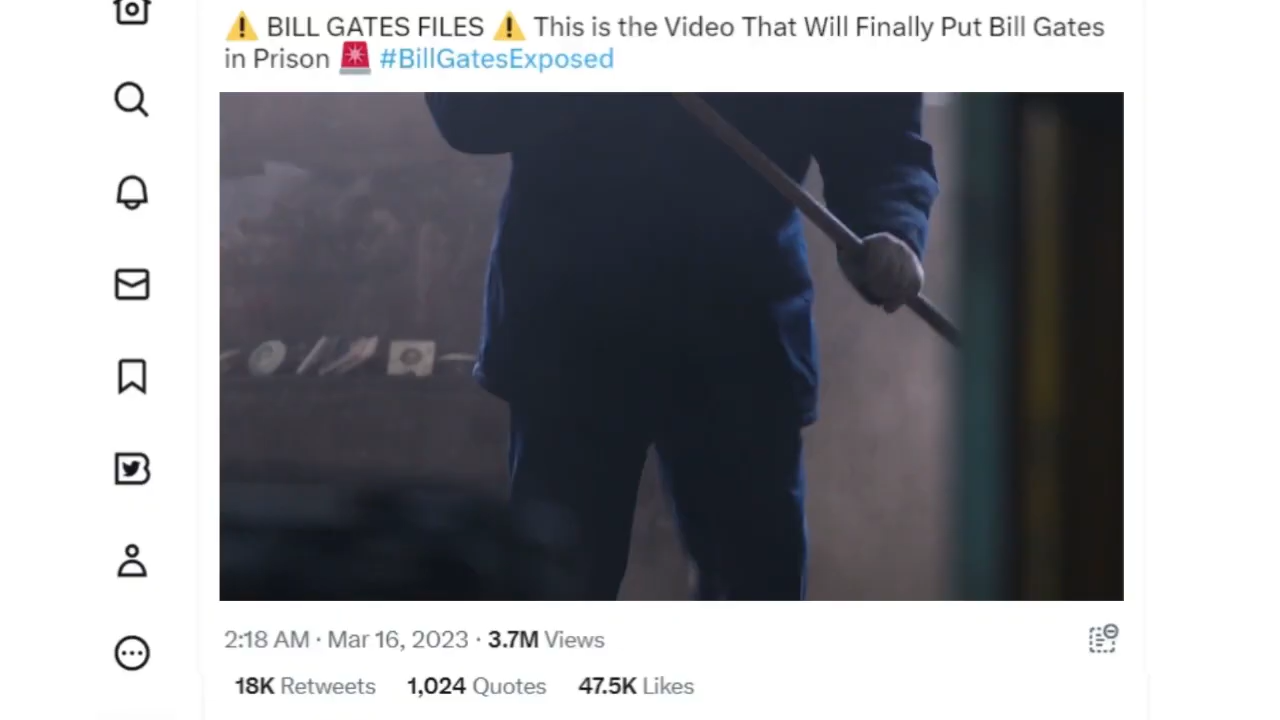 ⚠️ BILL GATES FILES ⚠️ This is the Video That Will Finally Put Bill Gates
in Prison 🚨 #BillGatesExposed
2:18 AM · Mar 16, 2023 · 3.7M Views
18K Retweets 1,024 Quotes 47.5K Likes